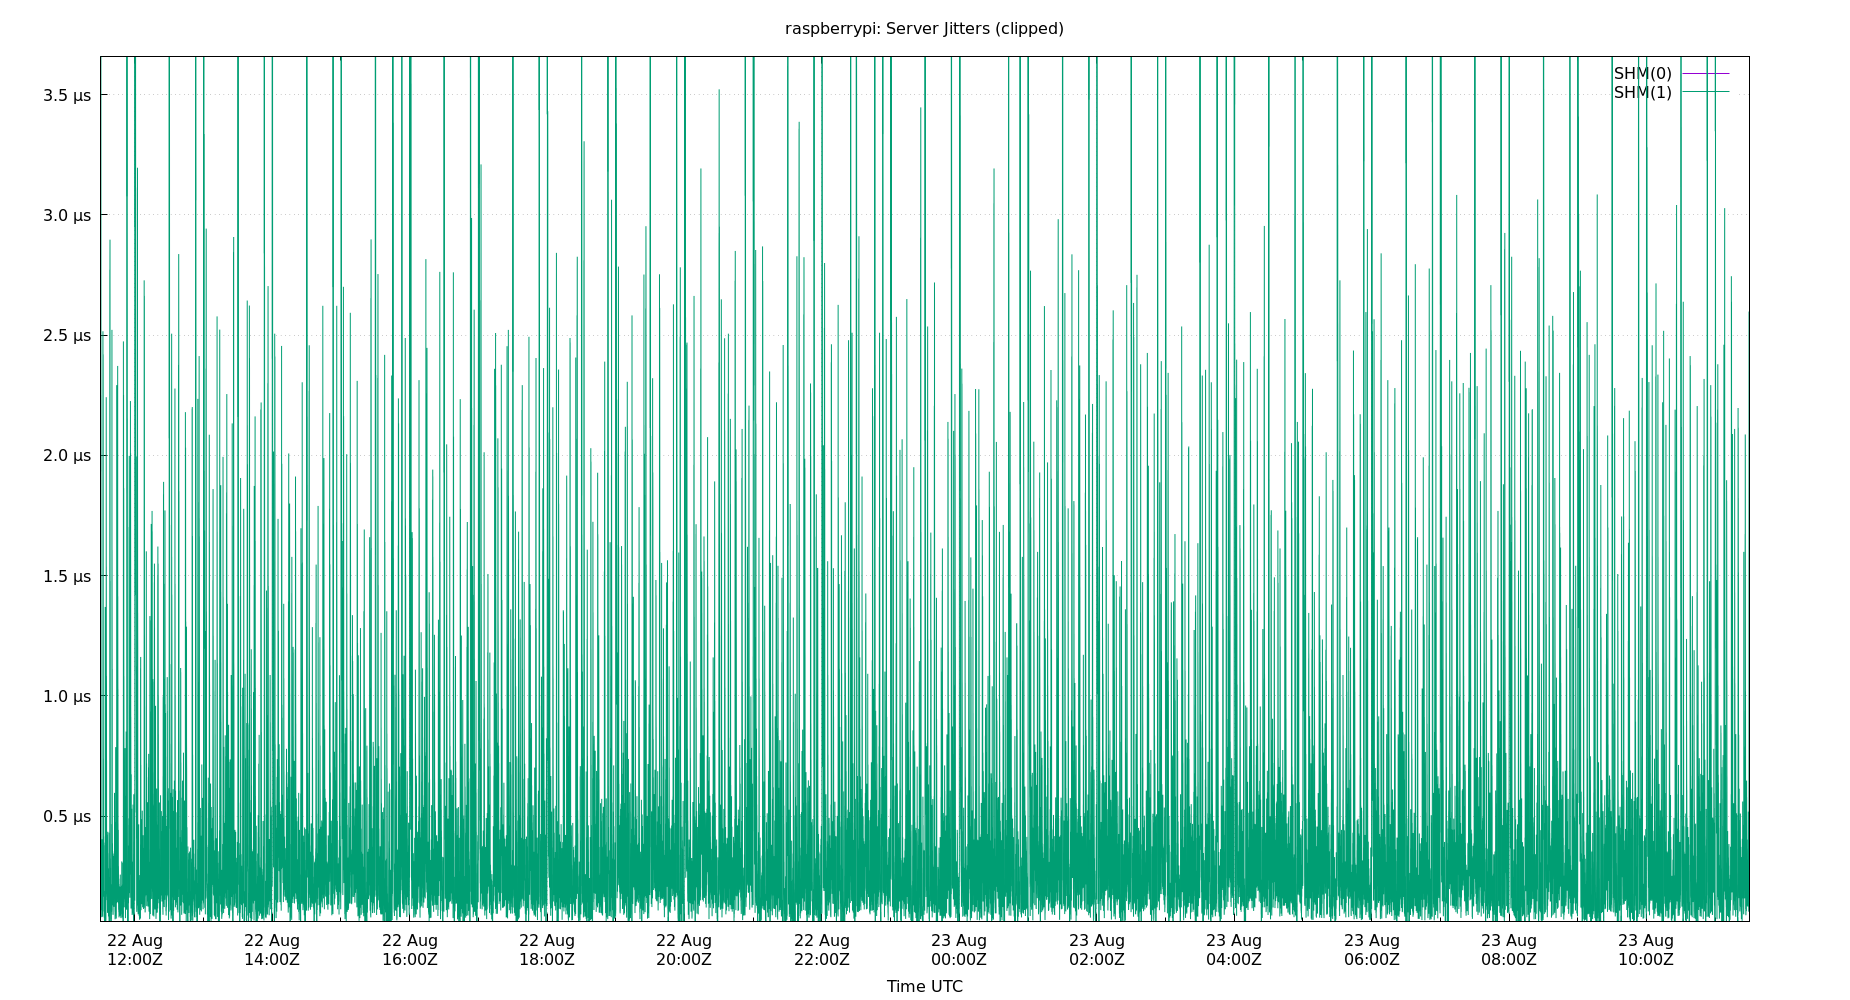 raspberrypi: Server Jitters (clipped)
SHM(0)
SHM(1)
3.5 µs
3.0 µs
2.5 µs
2.0 µs
1.5 µs
1.0 µs
0.5 µs
22 Aug 22 Aug 22 Aug 22 Aug 22 Aug 22 Aug 23 Aug 23 Aug 23 Aug 23 Aug 23 Aug 23 Aug
12:00Z 14:00Z 16:00Z 18:00Z 20:00Z 22:00Z 00:00Z 02:00Z 04:00Z 06:00Z 08:00Z 10:00Z
Time UTC